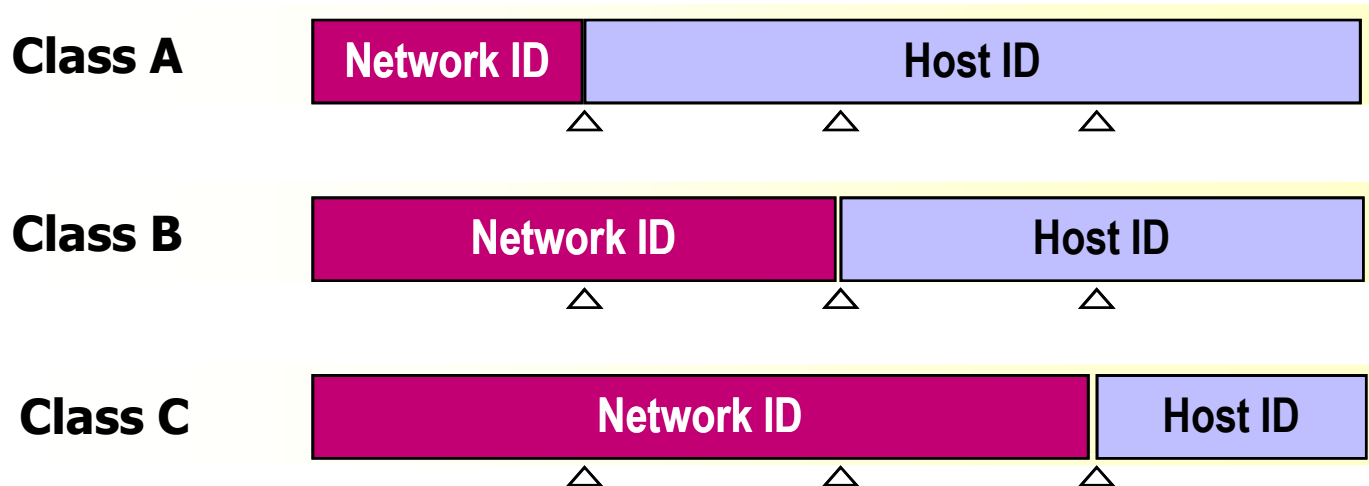 Class A Network ID Host ID
Class B Network ID Host ID
Class C Network ID Host ID